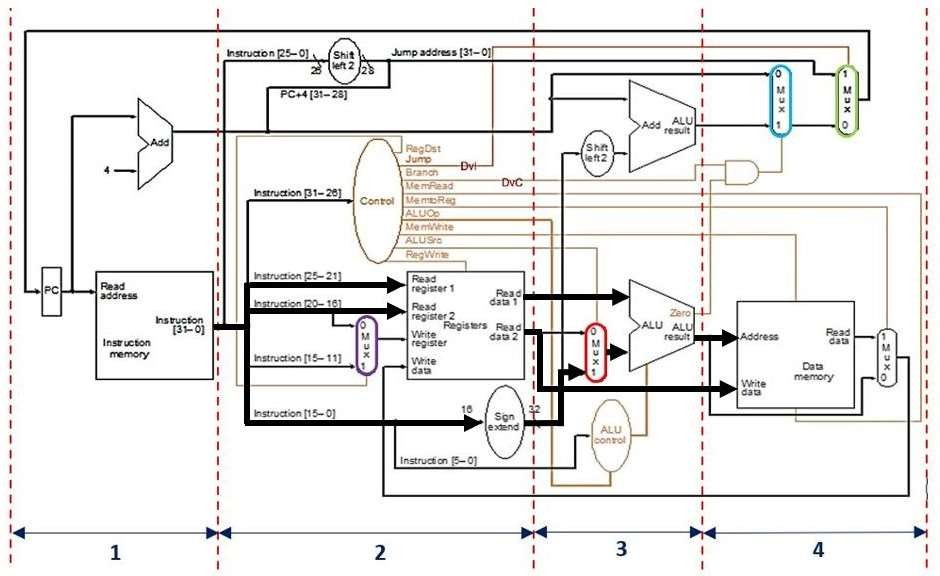 Instruction [25–0]
Shift
left 2
26
28
Jump address [31–0]
PC+4 [31–28]
Add
4
0
M
u
x
1
1
M
u
x
0
Add
ALU
result
Shift
left 2
RegDst
Jump
Branch
MemRead
MemtoReg
ALUOp
MemWrite
ALUSrc
RegWrite
DvI
DvC
Control
Instruction [31–26]
PC
Read
address
Instruction
[31–0]
Instruction
memory
Instruction [25–21]
Instruction [20–16]
Instruction [15–11]
0
M
u
x
1
Read
register 1
Read
register 2
Write
register
Write
data
Registers
Read
data 1
Read
data 2
0
M
u
x
1
Zero
ALU
ALU
result
Address
Write
data
Read
data
Data
memory
1
M
u
x
0
Instruction [15–0]
16
Sign
extend
32
ALU
control
Instruction [5–0]
1
2
3
4